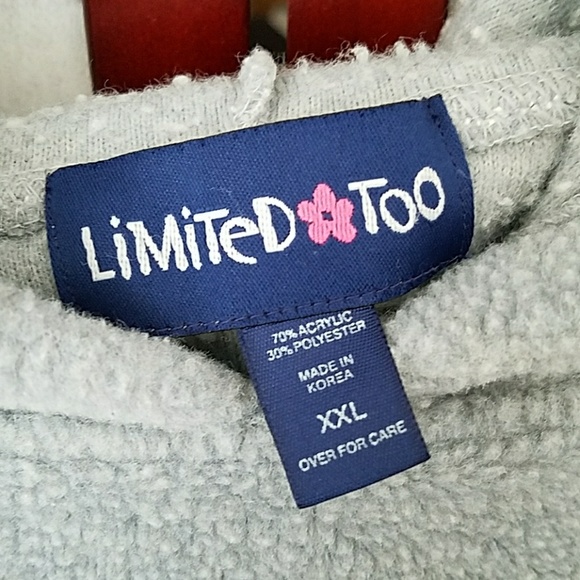 LiMiTeD TOO
70% ACRYLIC
30% POLYESTER
MADE IN
KOREA
XXL
OVER FOR CARE